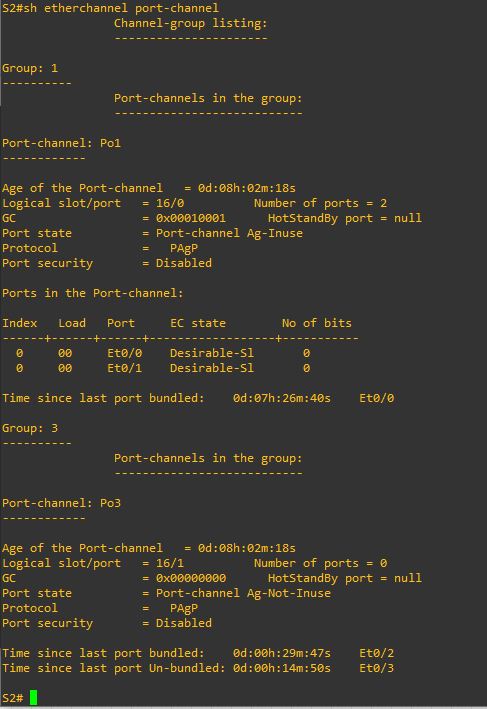 S2#sh etherchannel port-channel
                Channel-group listing:
                ----------------------

Group: 1
----------
                Port-channels in the group:
                ---------------------------

Port-channel: Po1
------------

Age of the Port-channel   = 0d:08h:02m:18s
Logical slot/port   = 16/0          Number of ports = 2
GC                  = 0x00010001      HotStandBy port = null
Port state          = Port-channel Ag-Inuse
Protocol            =   PAgP
Port security       = Disabled

Ports in the Port-channel:

Index   Load   Port     EC state        No of bits
------+------+------+------------------+-----------
  0     00     Et0/0    Desirable-Sl       0
  0     00     Et0/1    Desirable-Sl       0

Time since last port bundled:    0d:07h:26m:40s    Et0/0

Group: 3
----------
                Port-channels in the group:
                ---------------------------

Port-channel: Po3
------------

Age of the Port-channel   = 0d:08h:02m:18s
Logical slot/port   = 16/1          Number of ports = 0
GC                  = 0x00000000      HotStandBy port = null
Port state          = Port-channel Ag-Not-Inuse
Protocol            =   PAgP
Port security       = Disabled

Time since last port bundled:    0d:00h:29m:47s    Et0/2
Time since last port Un-bundled: 0d:00h:14m:50s    Et0/3

S2#